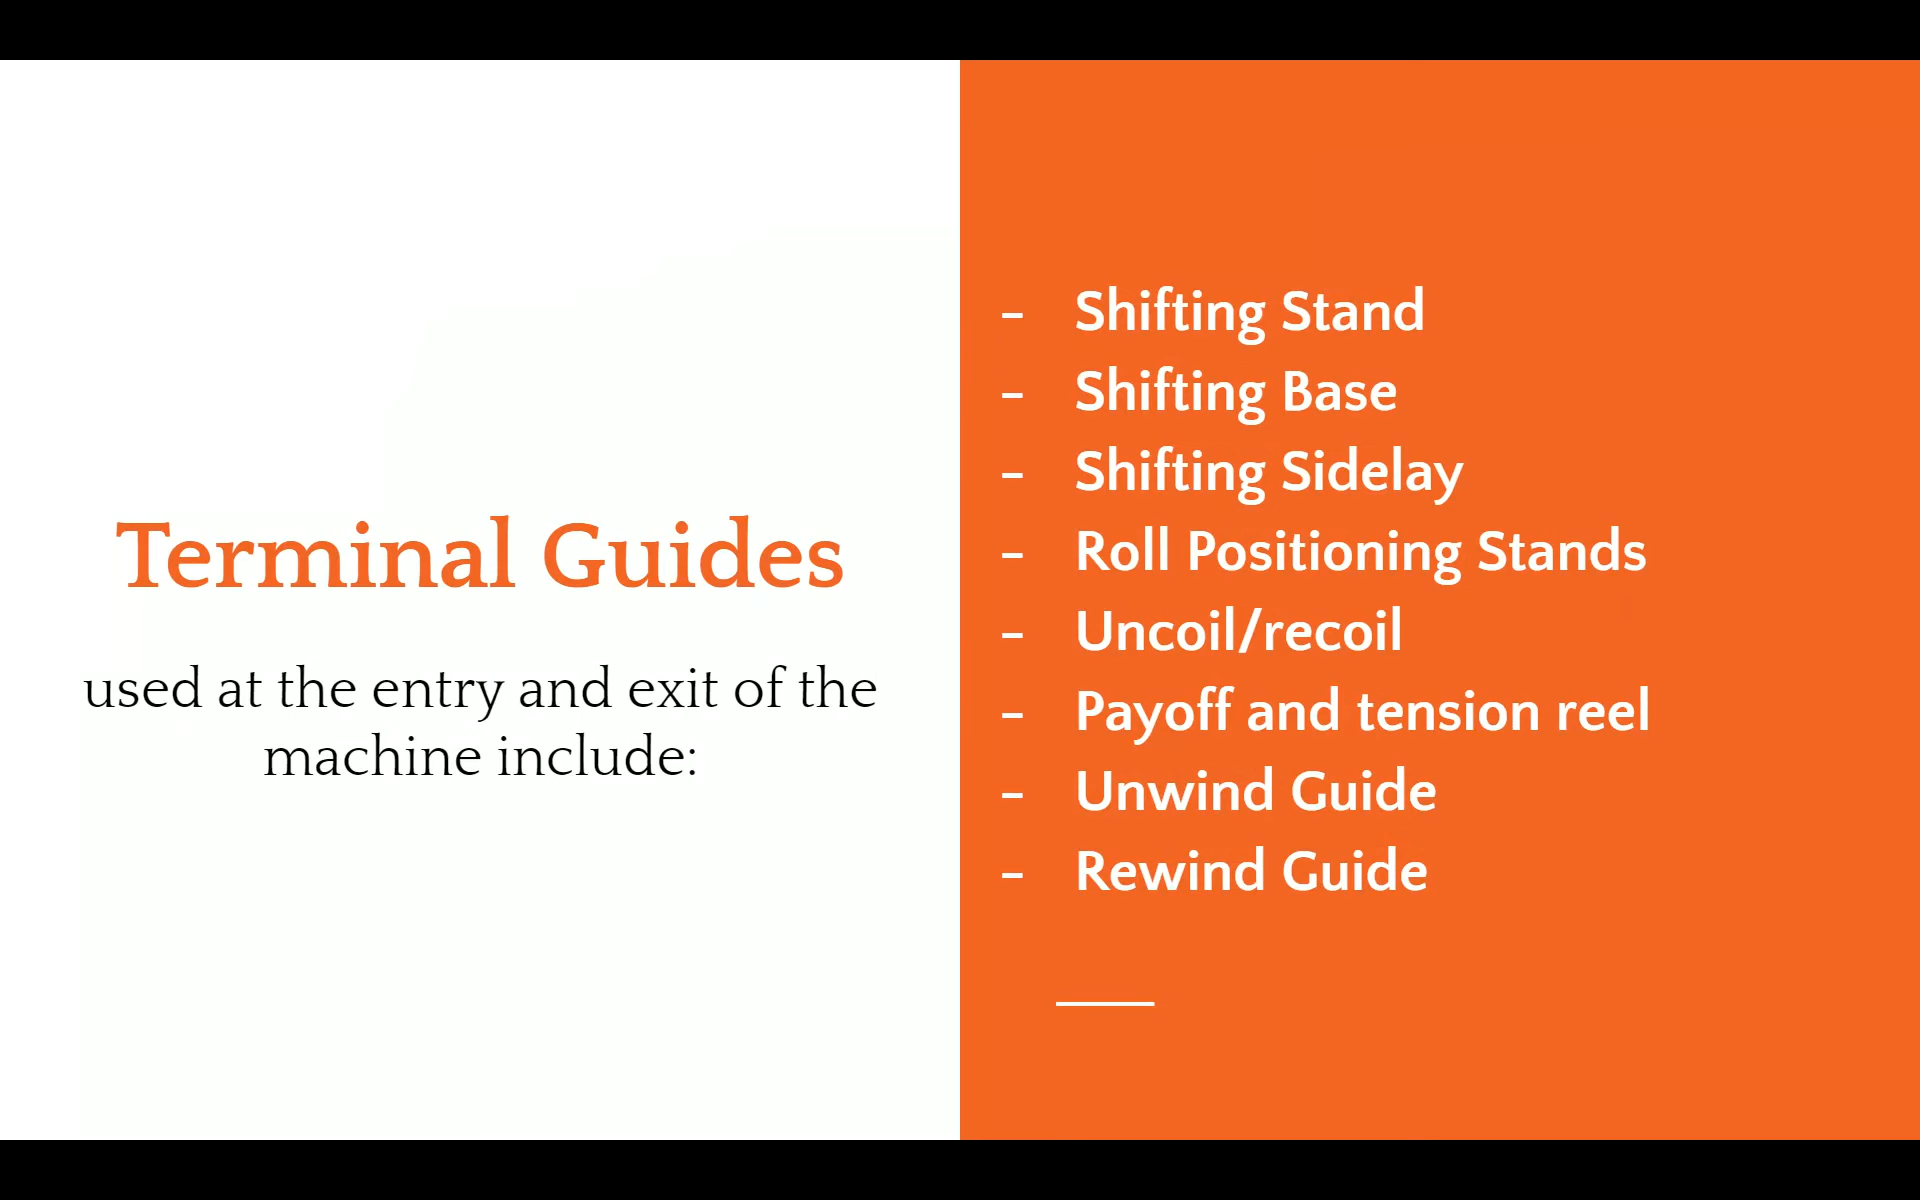 Terminal Guides
used at the entry and exit of the
machine include:
- Shifting Stand
- Shifting Base
- Shifting Sidelay
- Roll Positioning Stands
- Uncoil/recoil
- Payoff and tension reel
- Unwind Guide
- Rewind Guide